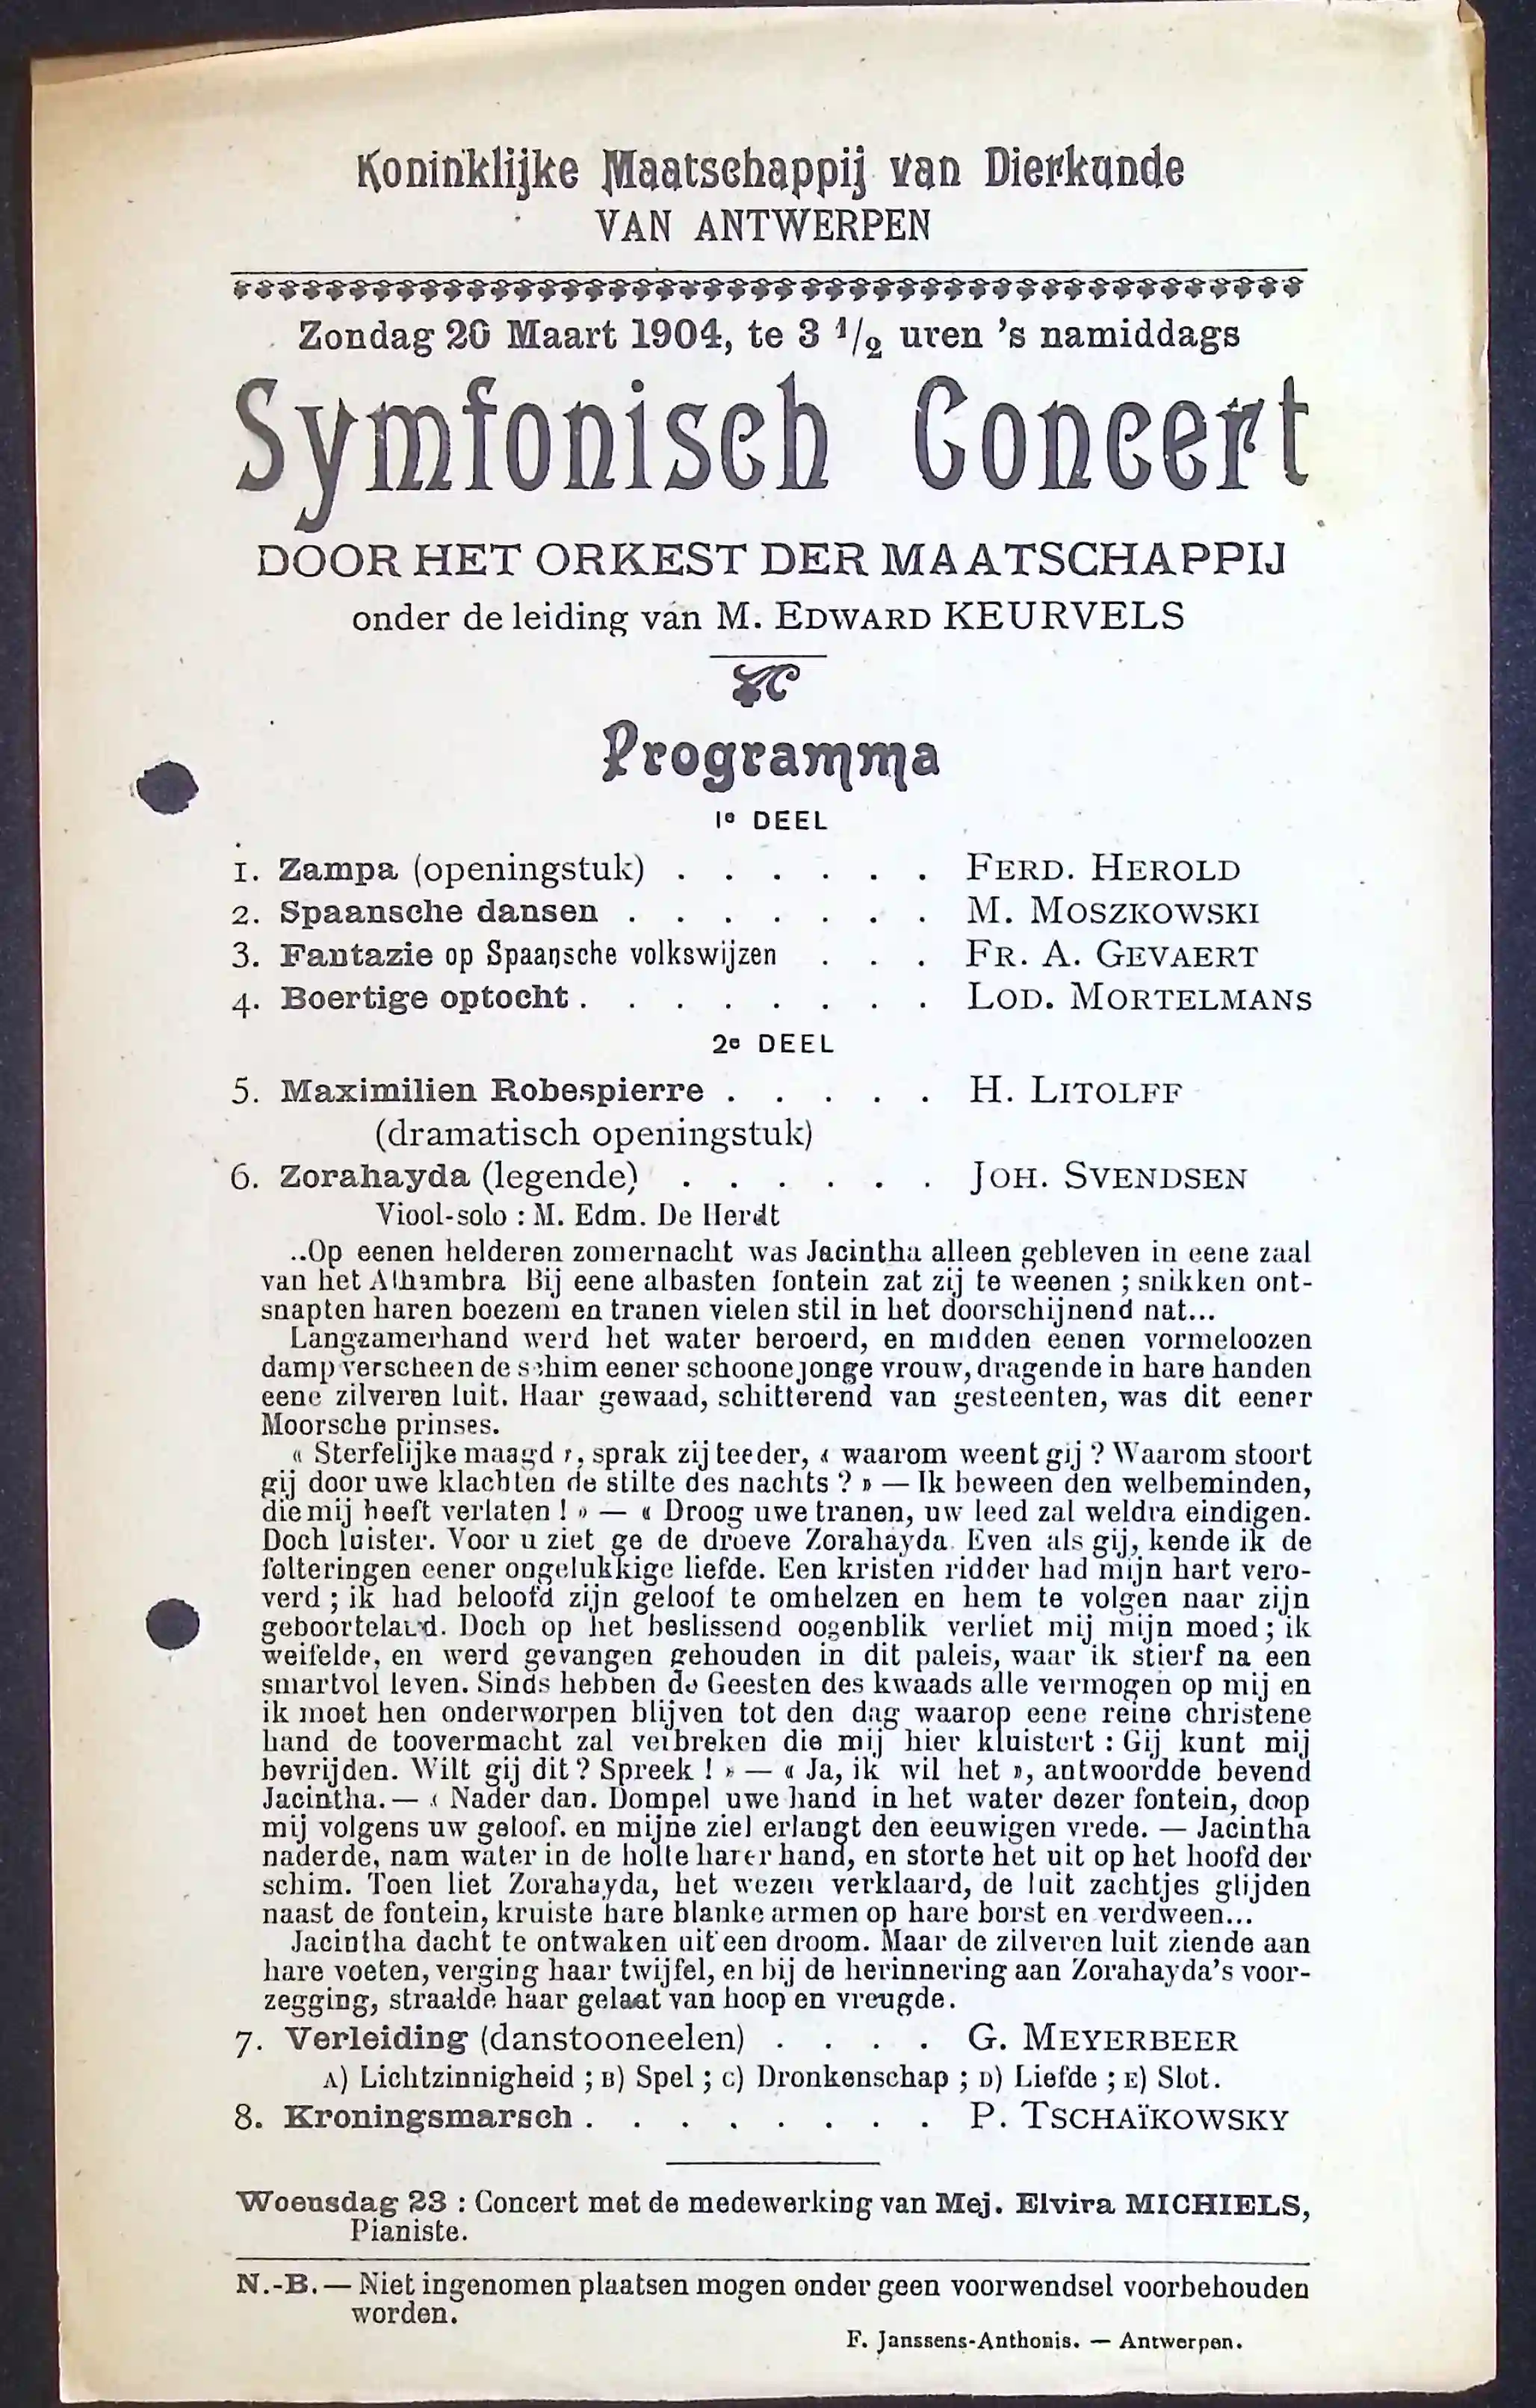 Koninklijke Maatschappij van Dierkunde
VAN ANTWERPEN
Zondag 20 Maart 1904, te 3 1/2 uren 's namiddags
Symfonisch Concert
DOOR HET ORKEST DER MAATSCHAPPIJ
onder de leiding van M. EDWARD KEURVELS
Programma
1e DEEL
1. Zampa (openingstuk) . . . . . . FERD. HEROLD
2. Spaansche dansen . . . . . . . M. MOSZKOWSKI
3. Fantazie op Spaansche volkswijzen . . . FR. A. GEVAERT
4. Boertige optocht . . . . . . . . LOD. MORTELMANS
2e DEEL
5. Maximilien Robespierre . . . . . H. LITOLFF
(dramatisch openingstuk)
6. Zorahayda (legende) . . . . . . JOH. SVENDSEN
Viool-solo : M. Edm. De Herdt
..Op eenen helderen zomernacht was Jacintha alleen gebleven in eene zaal
van het Alhambra Bij eene albasten fontein zat zij te weenen ; snikken ont-
snapten haren boezem en tranen vielen stil in het doorschijnend nat...
Langzamerhand werd het water beroerd, en midden eenen vormeloozen
damp verscheen de schim eener schoone jonge vrouw, dragende in hare handen
eene zilveren luit. Haar gewaad, schitterend van gesteenten, was dit eener
Moorsche prinses.
« Sterfelijke maagd », sprak zij teeder, « waarom weent gij ? Waarom stoort
gij door uwe klachten de stilte des nachts ? » — Ik beween den welbeminden,
die mij heeft verlaten ! » — « Droog uwe tranen, uw leed zal weldra eindigen.
Doch luister. Voor u ziet ge de droeve Zorahayda. Even als gij, kende ik de
folteringen eener ongelukkige liefde. Een kristen ridder had mijn hart vero-
verd ; ik had beloofd zijn geloof te omhelzen en hem te volgen naar zijn
geboorteland. Doch op het beslissend oogenblik verliet mij mijn moed ; ik
weifelde, en werd gevangen gehouden in dit paleis, waar ik stierf na een
smartvol leven. Sinds hebben de Geesten des kwaads alle vermogen op mij en
ik moet hen onderworpen blijven tot den dag waarop eene reine christene
hand de toovermacht zal verbreken die mij hier kluistert : Gij kunt mij
bevrijden. Wilt gij dit ? Spreek ! » — « Ja, ik wil het », antwoordde bevend
Jacintha. — « Nader dan. Dompel uwe hand in het water dezer fontein, doop
mij volgens uw geloof. en mijne ziel erlangt den eeuwigen vrede. — Jacintha
naderde, nam water in de holte harer hand, en storte het uit op het hoofd der
schim. Toen liet Zorahayda, het wezen verklaard, de luit zachtjes glijden
naast de fontein, kruiste hare blanke armen op hare borst en verdween...
Jacintha dacht te ontwaken uit een droom. Maar de zilveren luit ziende aan
hare voeten, verging haar twijfel, en bij de herinnering aan Zorahayda's voor-
zegging, straalde haar gelaat van hoop en vreugde.
7. Verleiding (danstooneelen) . . . . G. MEYERBEER
A) Lichtzinnigheid ; B) Spel ; C) Dronkenschap ; D) Liefde ; E) Slot.
8. Kroningsmarsch . . . . . . . . P. TSCHAÏKOWSKY
Woensdag 23 : Concert met de medewerking van Mej. Elvira MICHIELS,
Pianiste.
N.-B. — Niet ingenomen plaatsen mogen onder geen voorwendsel voorbehouden
worden.
F. Janssens-Anthonis. — Antwerpen.